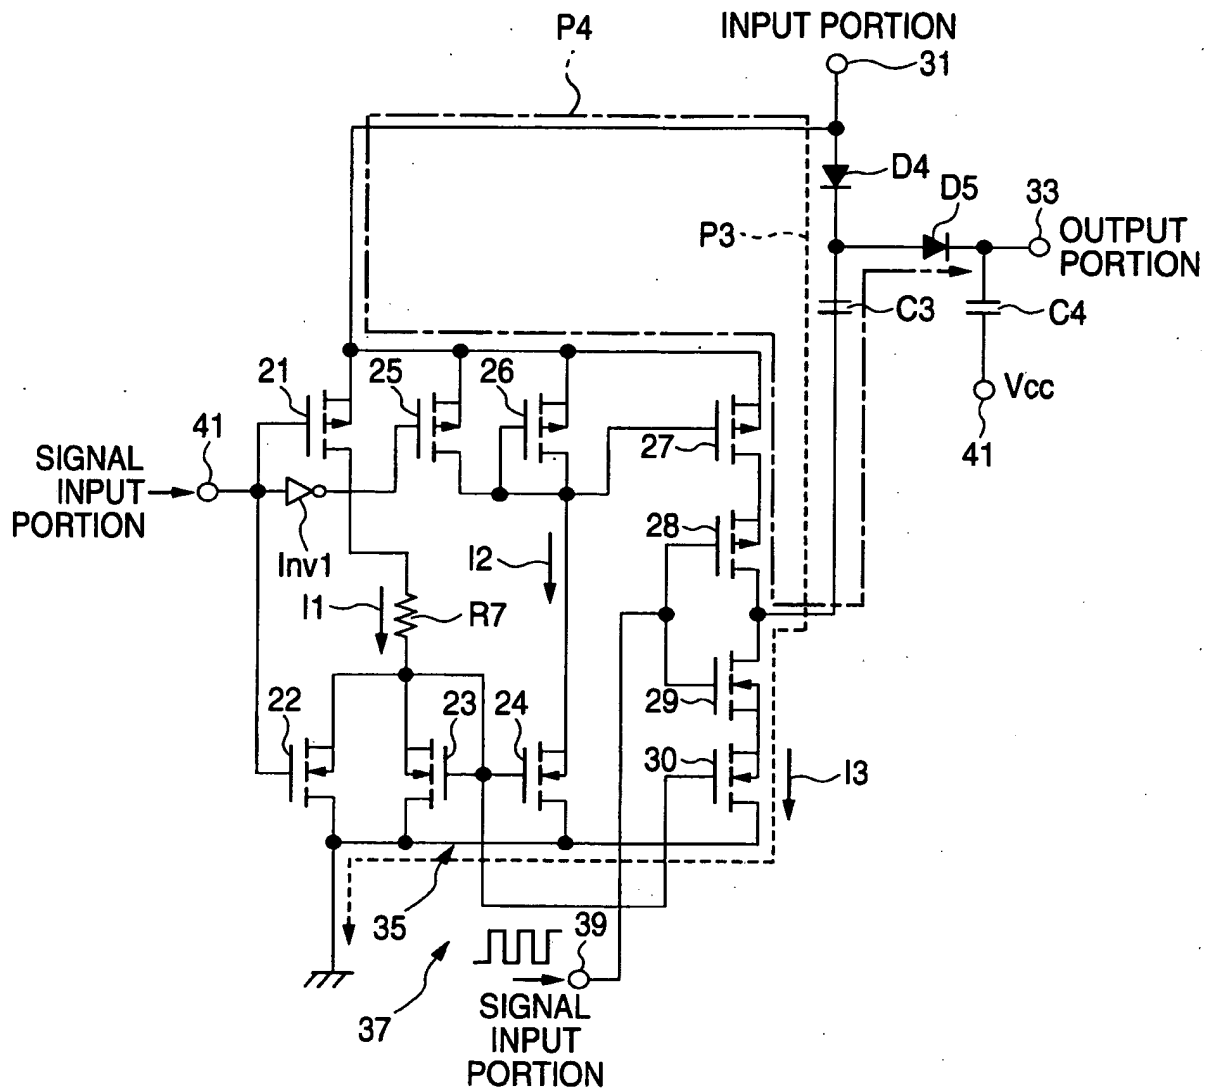 P4
INPUT PORTION
31
D4
D5
33
P3
OUTPUT
PORTION
C3
C4
21
25
26
Vcc
41
27
41
SIGNAL
INPUT
PORTION
28
Inv1
I2
I1
R7
29
22
23
24
30
I3
35
39
37
SIGNAL
INPUT
PORTION